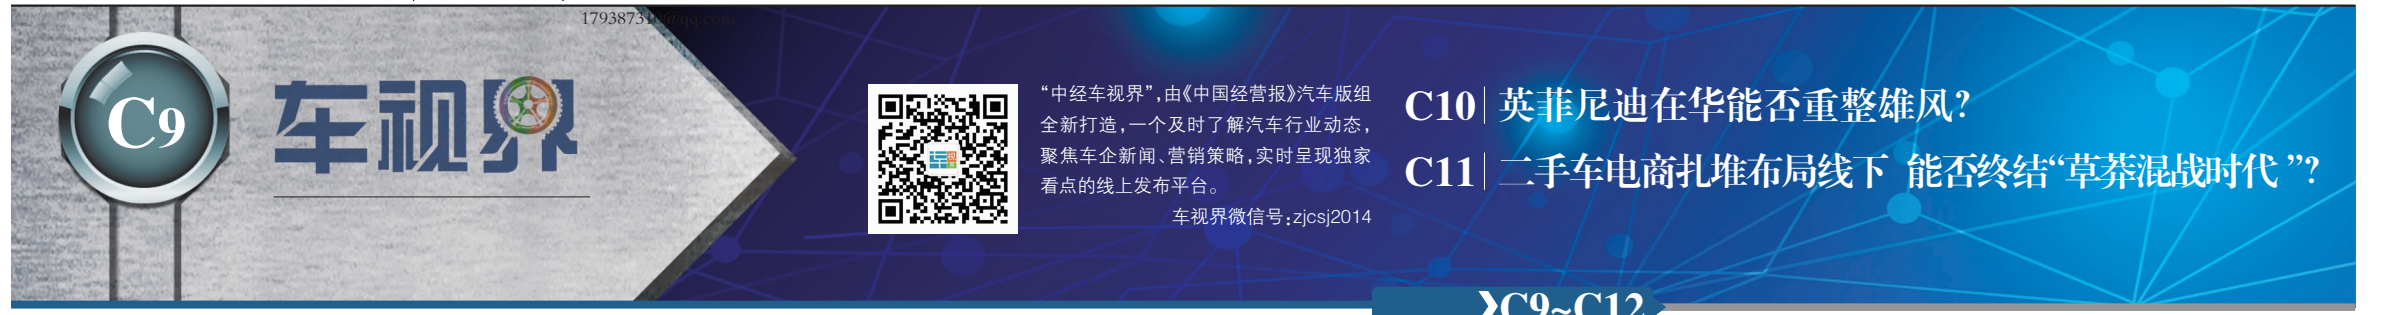 179387310@qq.com
C9
车视界
“中经车视界”，由《中国经营报》汽车版组
全新打造，一个及时了解汽车行业动态，
聚焦车企新闻、营销策略，实时呈现独家
看点的线上发布平台。
车视界微信号：zjcsj2014
C10 英菲尼迪在华能否重整雄风？
C11 二手车电商扎堆布局线下 能否终结“草莽混战时代”？
C9~C12